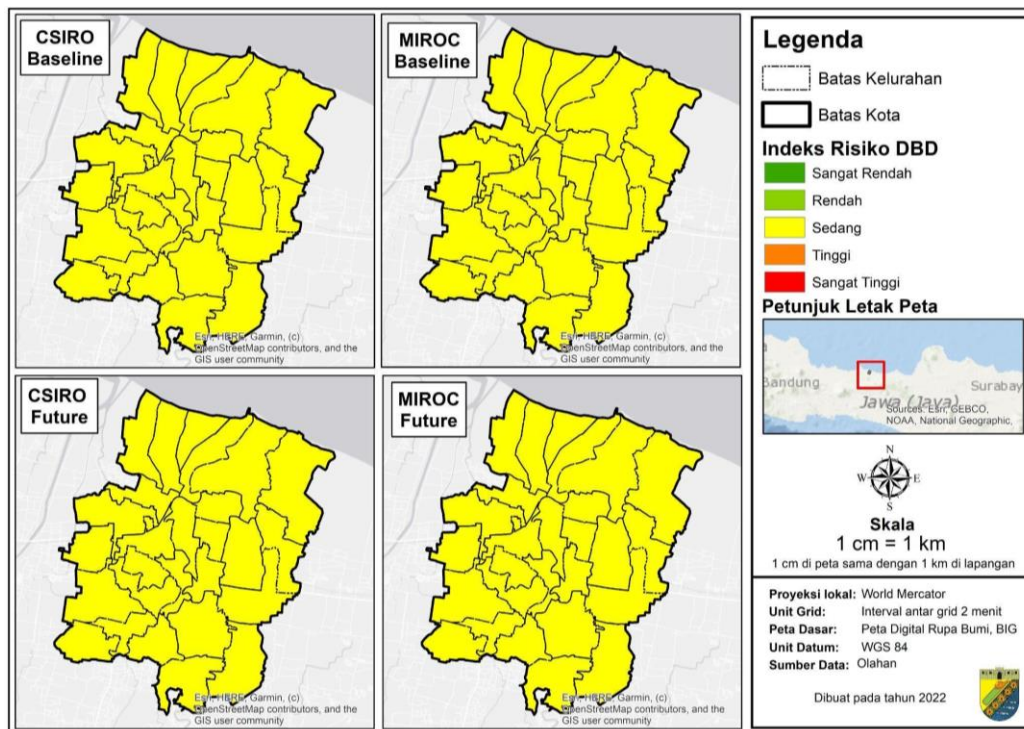 CSIRO
Baseline
Esri, HERE, Garmin, (c)
OpenStreetMap contributors, and the
GIS user community
MIROC
Baseline
Esri, HERE, Garmin, (c)
OpenStreetMap contributors, and the
GIS user community
CSIRO
Future
Esri, HERE, Garmin, (c)
OpenStreetMap contributors, and the
GIS user community
MIROC
Future
Esri, HERE, Garmin, (c)
OpenStreetMap contributors, and the
GIS user community
Legenda
Batas Kelurahan
Batas Kota
Indeks Risiko DBD
Sangat Rendah
Rendah
Sedang
Tinggi
Sangat Tinggi
Petunjuk Letak Peta
Bandung
Surabay
Jawa (Java)
Sources: Esri, GEBCO,
NOAA, National Geographic,
N
W E
S
Skala
1 cm = 1 km
1 cm di peta sama dengan 1 km di lapangan
Proyeksi lokal: World Mercator
Unit Grid: Interval antar grid 2 menit
Peta Dasar: Peta Digital Rupa Bumi, BIG
Unit Datum: WGS 84
Sumber Data: Olahan
Dibuat pada tahun 2022